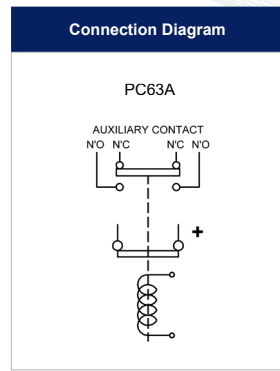 Connection Diagram
PC63A
AUXILIARY CONTACT
N'O N'C N'C N'O
+